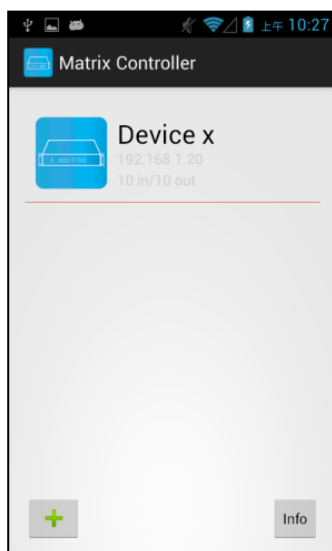 上午 10:27
Matrix Controller
Device x
192.168.1.20
10 in/10 out
Info